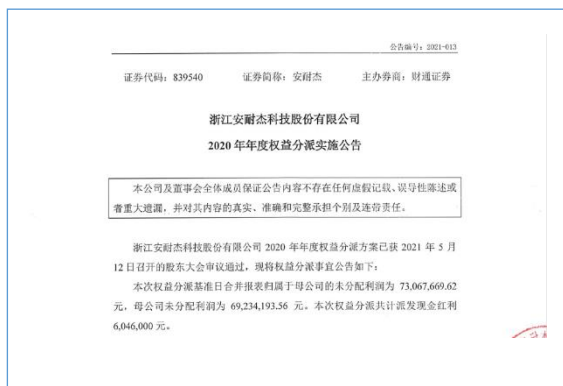 公告编号：2021-013
证券代码：839540 证券简称：安耐杰 主办券商：财通证券
浙江安耐杰科技股份有限公司
2020 年年度权益分派实施公告
本公司及董事会全体成员保证公告内容不存在任何虚假记载、误导性陈述或
者重大遗漏，并对其内容的真实、准确和完整承担个别及连带责任。
浙江安耐杰科技股份有限公司 2020 年年度权益分派方案已获 2021 年 5 月
12 日召开的股东大会审议通过，现将权益分派事宜公告如下：
本次权益分派基准日合并报表归属于母公司的未分配利润为 73,067,669.62
元，母公司未分配利润为 69,234,193.56 元。本次权益分派共计派发现金红利
6,046,000 元。